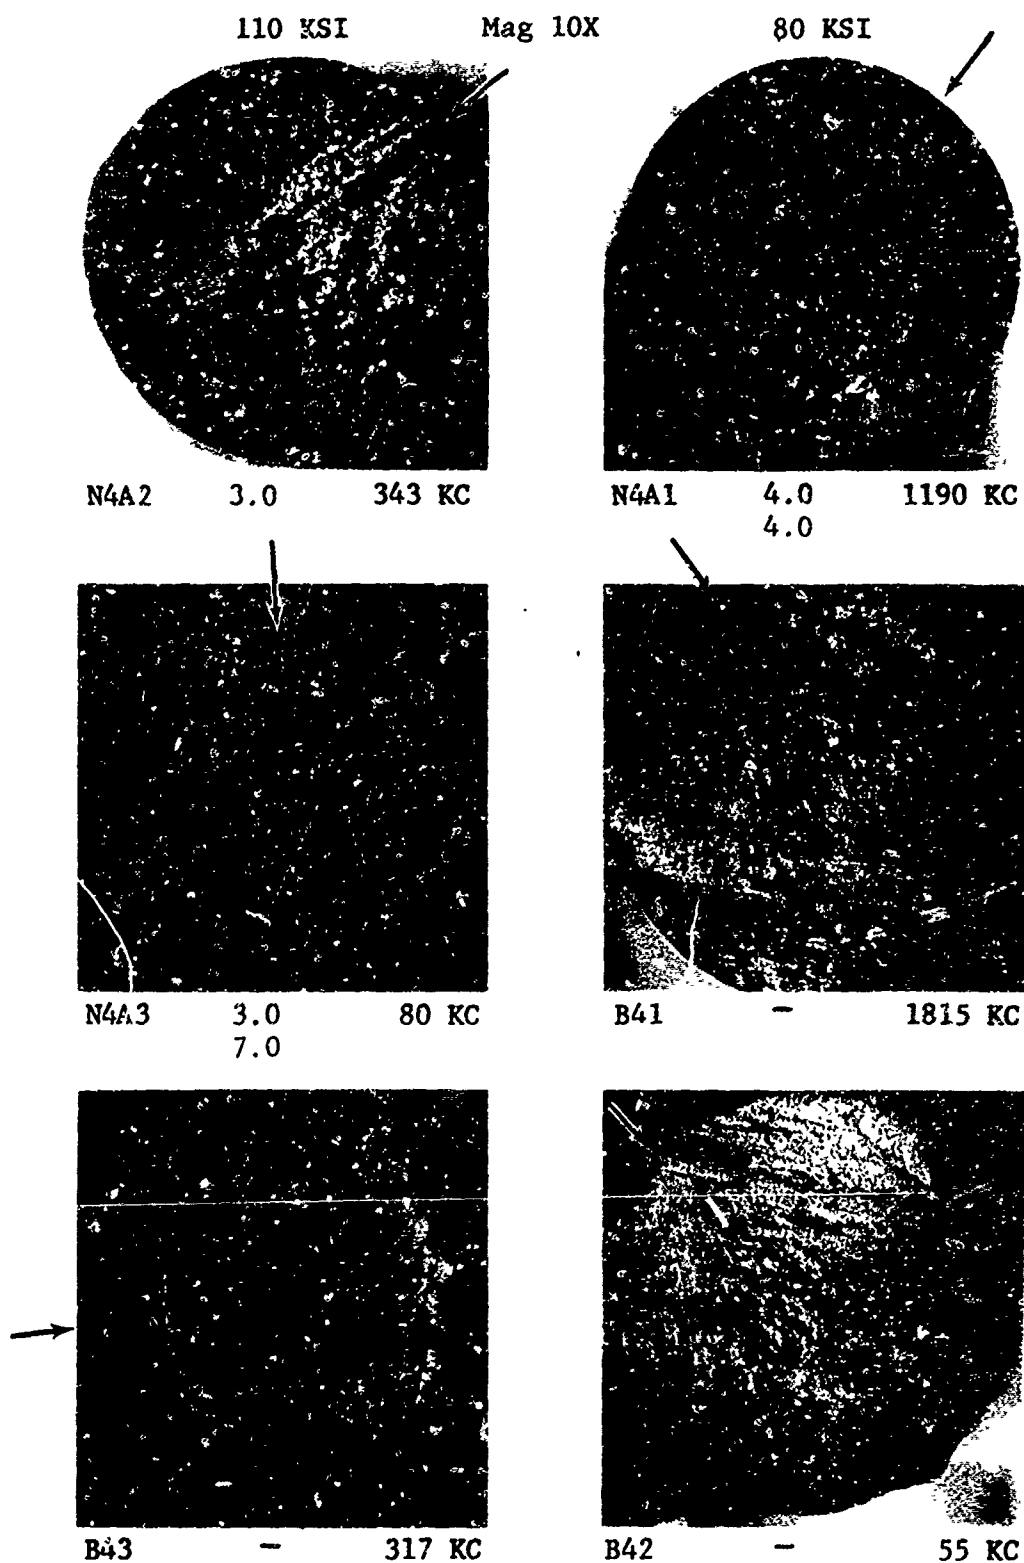 110 KSI Mag 10X 80 KSI
N4A2 3.0 343 KC
N4A1 4.0 1190 KC
4.0
N4A3 3.0 80 KC
7.0
B41 — 1815 KC
B43 — 317 KC
B42 — 55 KC